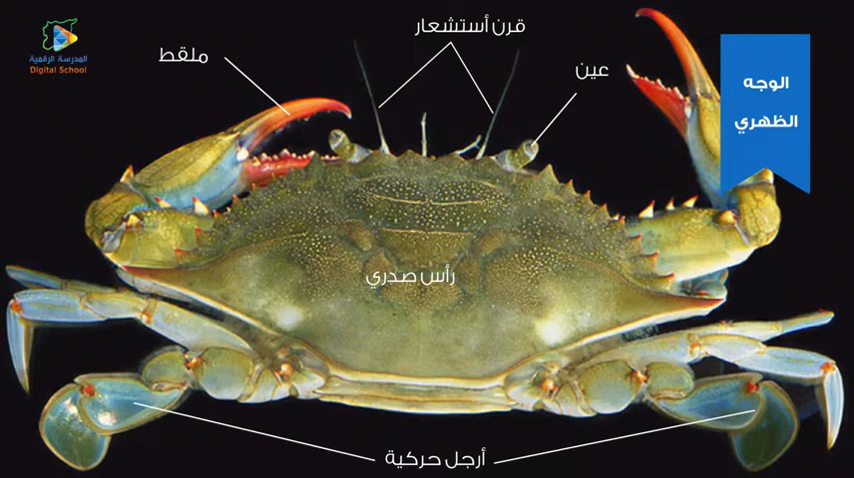 قرن أستشعار
ملقط
عين
الوجه
الظهري
المدرسة الرقمية
Digital School
رأس صدري
أرجل حركية